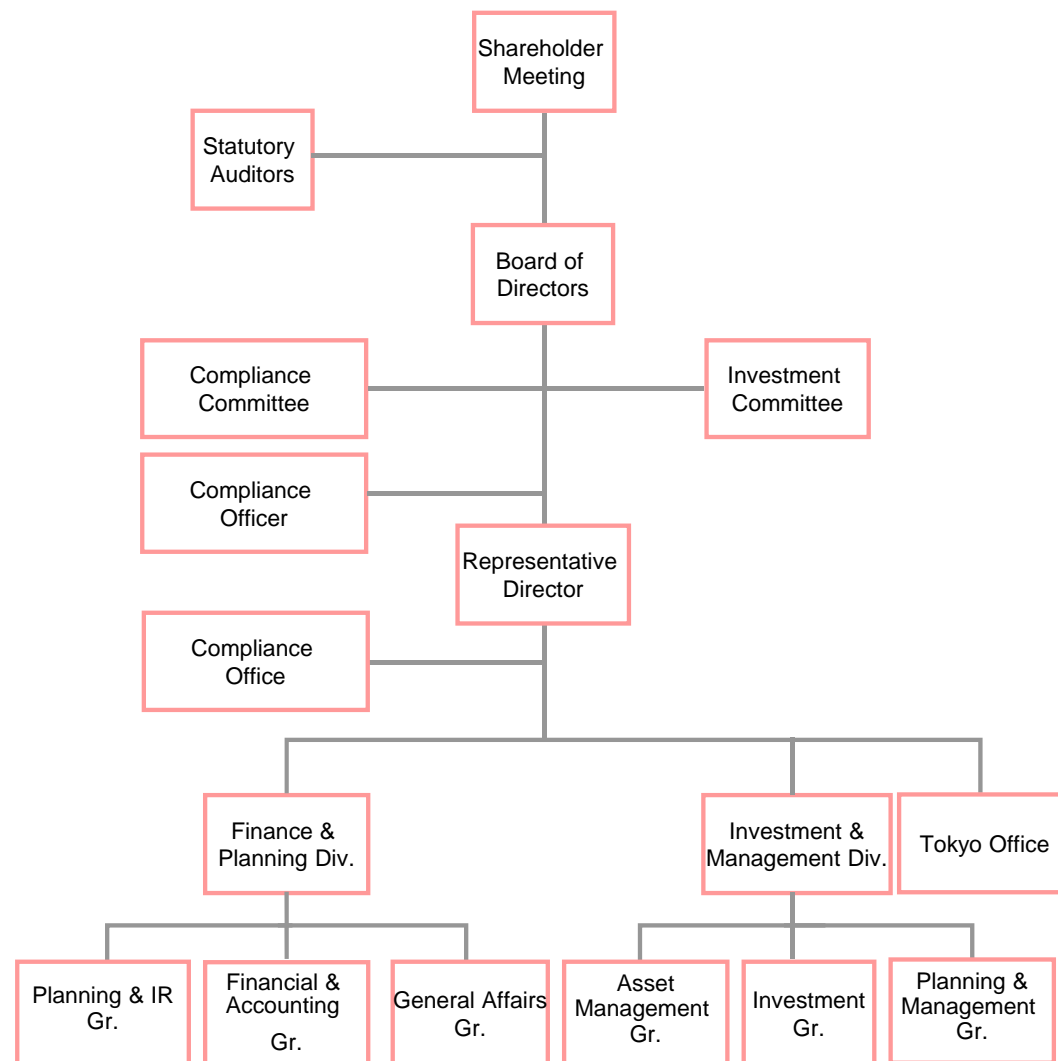 Shareholder
Meeting
Statutory
Auditors
Board of
Directors
Compliance
Committee
Investment
Committee
Compliance
Officer
Representative
Director
Compliance
Office
Finance &
Planning Div.
Investment &
Management Div.
Tokyo Office
Planning & IR
Gr.
Financial &
Accounting
Gr.
General Affairs
Gr.
Asset
Management
Gr.
Investment
Gr.
Planning &
Management
Gr.